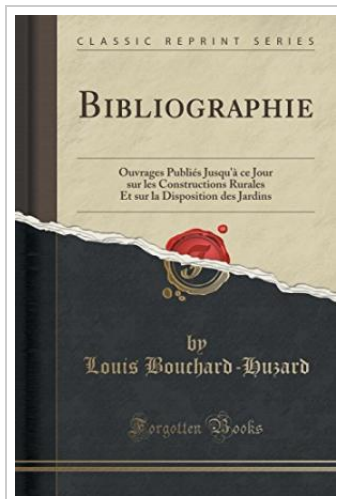 CLASSIC REPRINT SERIES
BIBLIOGRAPHIE
Ouvrages Publiés Jusqu'à ce Jour
sur les Constructions Rurales
Et sur la Disposition des Jardins
by
Louis Bouchard-Huzard
Forgotten Books